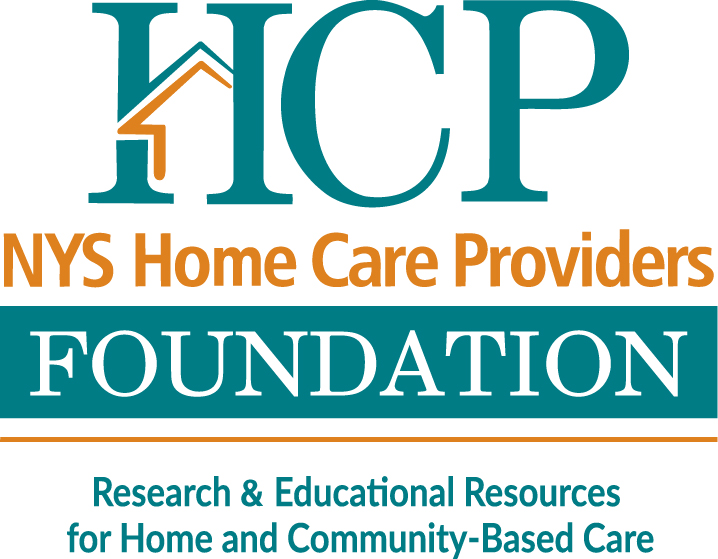 HCP
NYS Home Care Providers
FOUNDATION
Research & Educational Resources
for Home and Community-Based Care